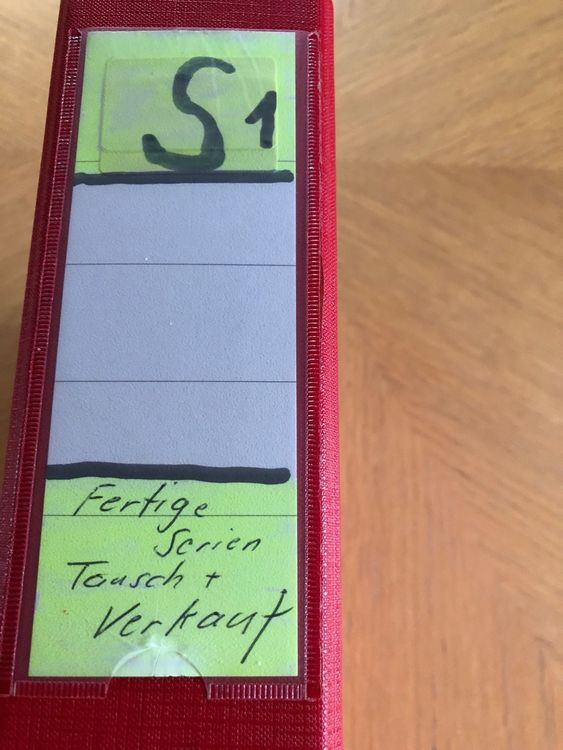 S1
Fertige
Serien
Tausch +
Verkauf